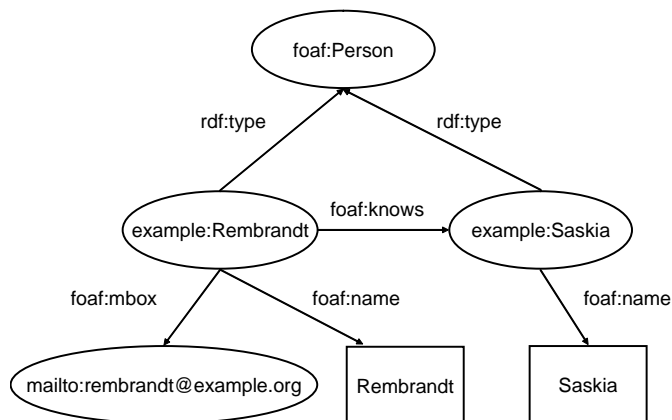 foaf:Person
rdf:type
rdf:type
example:Rembrandt
foaf:knows
example:Saskia
foaf:mbox
foaf:name
foaf:name
mailto:rembrandt@example.org
Rembrandt
Saskia